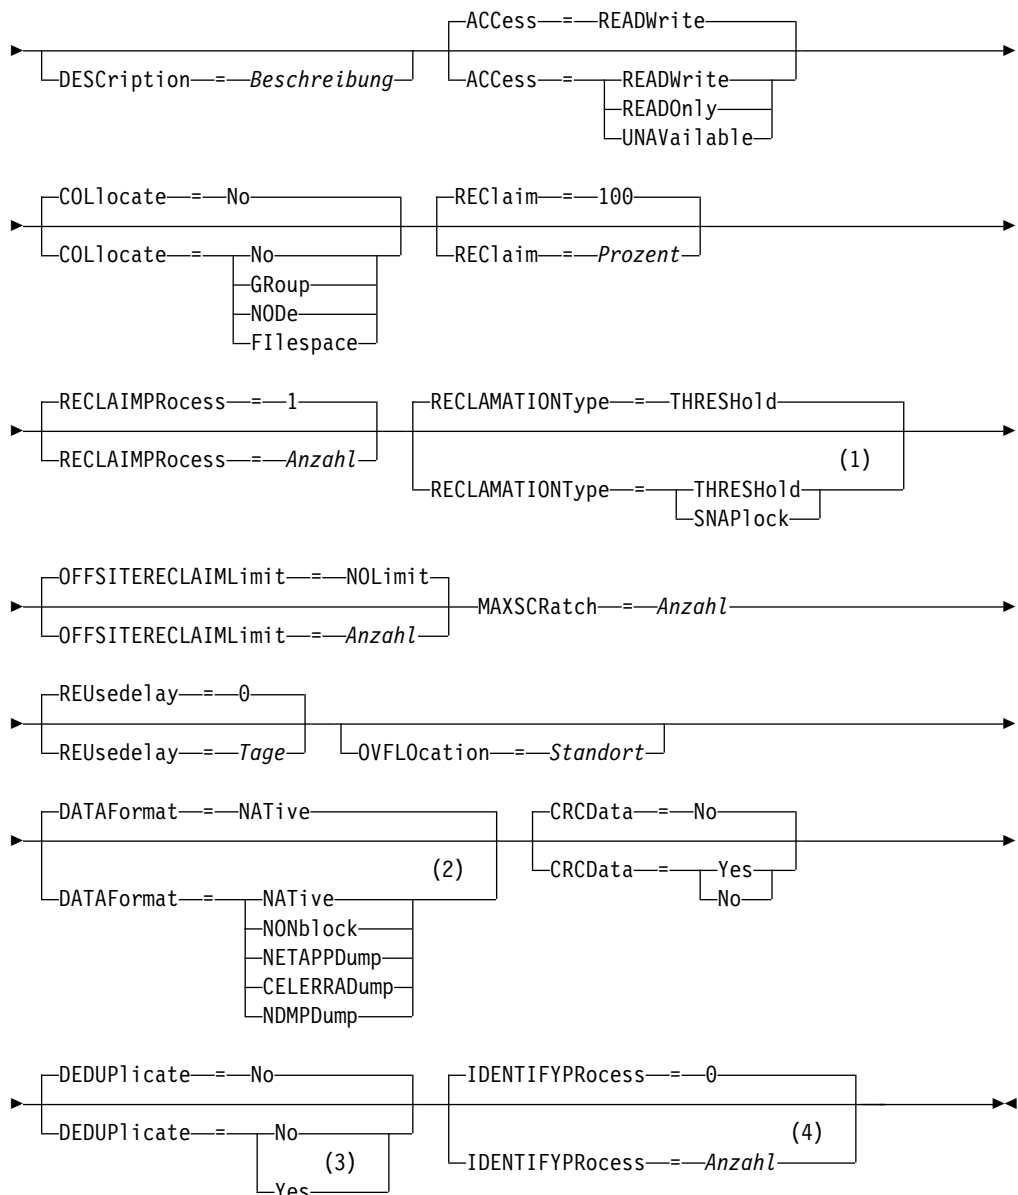 ACCess = READWrite
DESCription = Beschreibung ACCess = READWrite
READOnly
UNAVailable
COLlocate = No REClaim = 100
COLlocate = No REClaim = Prozent
GRoup
NODe
FIlespace
RECLAIMPRocess = 1 RECLAMATIONType = THRESHold
RECLAIMPRocess = Anzahl (1)
RECLAMATIONType = THRESHold
SNAPlock
OFFSITERECLAIMLimit = NOLimit
MAXSCRatch = Anzahl
OFFSITERECLAIMLimit = Anzahl
REUsedelay = 0
REUsedelay = Tage OVFLOcation = Standort
DATAFormat = NATive CRCData = No
(2) CRCData = Yes
DATAFormat = NATive No
NONblock
NETAPPDump
CELERRADump
NDMPDump
DEDUPlicate = No IDENTIFYPRocess = 0
DEDUPlicate = No (4)
(3) IDENTIFYPRocess = Anzahl
Yes